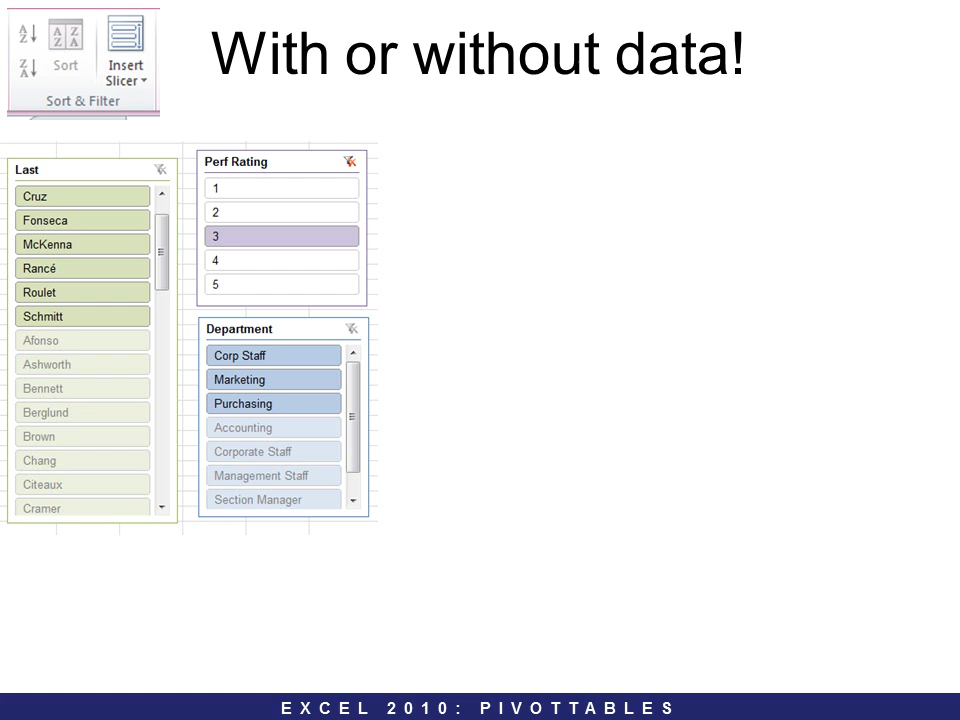 With or without data!
A Z
Z A
A Z Z A
Sort
Insert
Slicer
Sort & Filter
Last
Cruz
Fonseca
McKenna
Rancé
Roulet
Schmitt
Afonso
Ashworth
Bennett
Berglund
Brown
Chang
Citeaux
Cramer
Perf Rating
1
2
3
4
5
Department
Corp Staff
Marketing
Purchasing
Accounting
Corporate Staff
Management Staff
Section Manager
EXCEL 2010: PIVOTTABLES